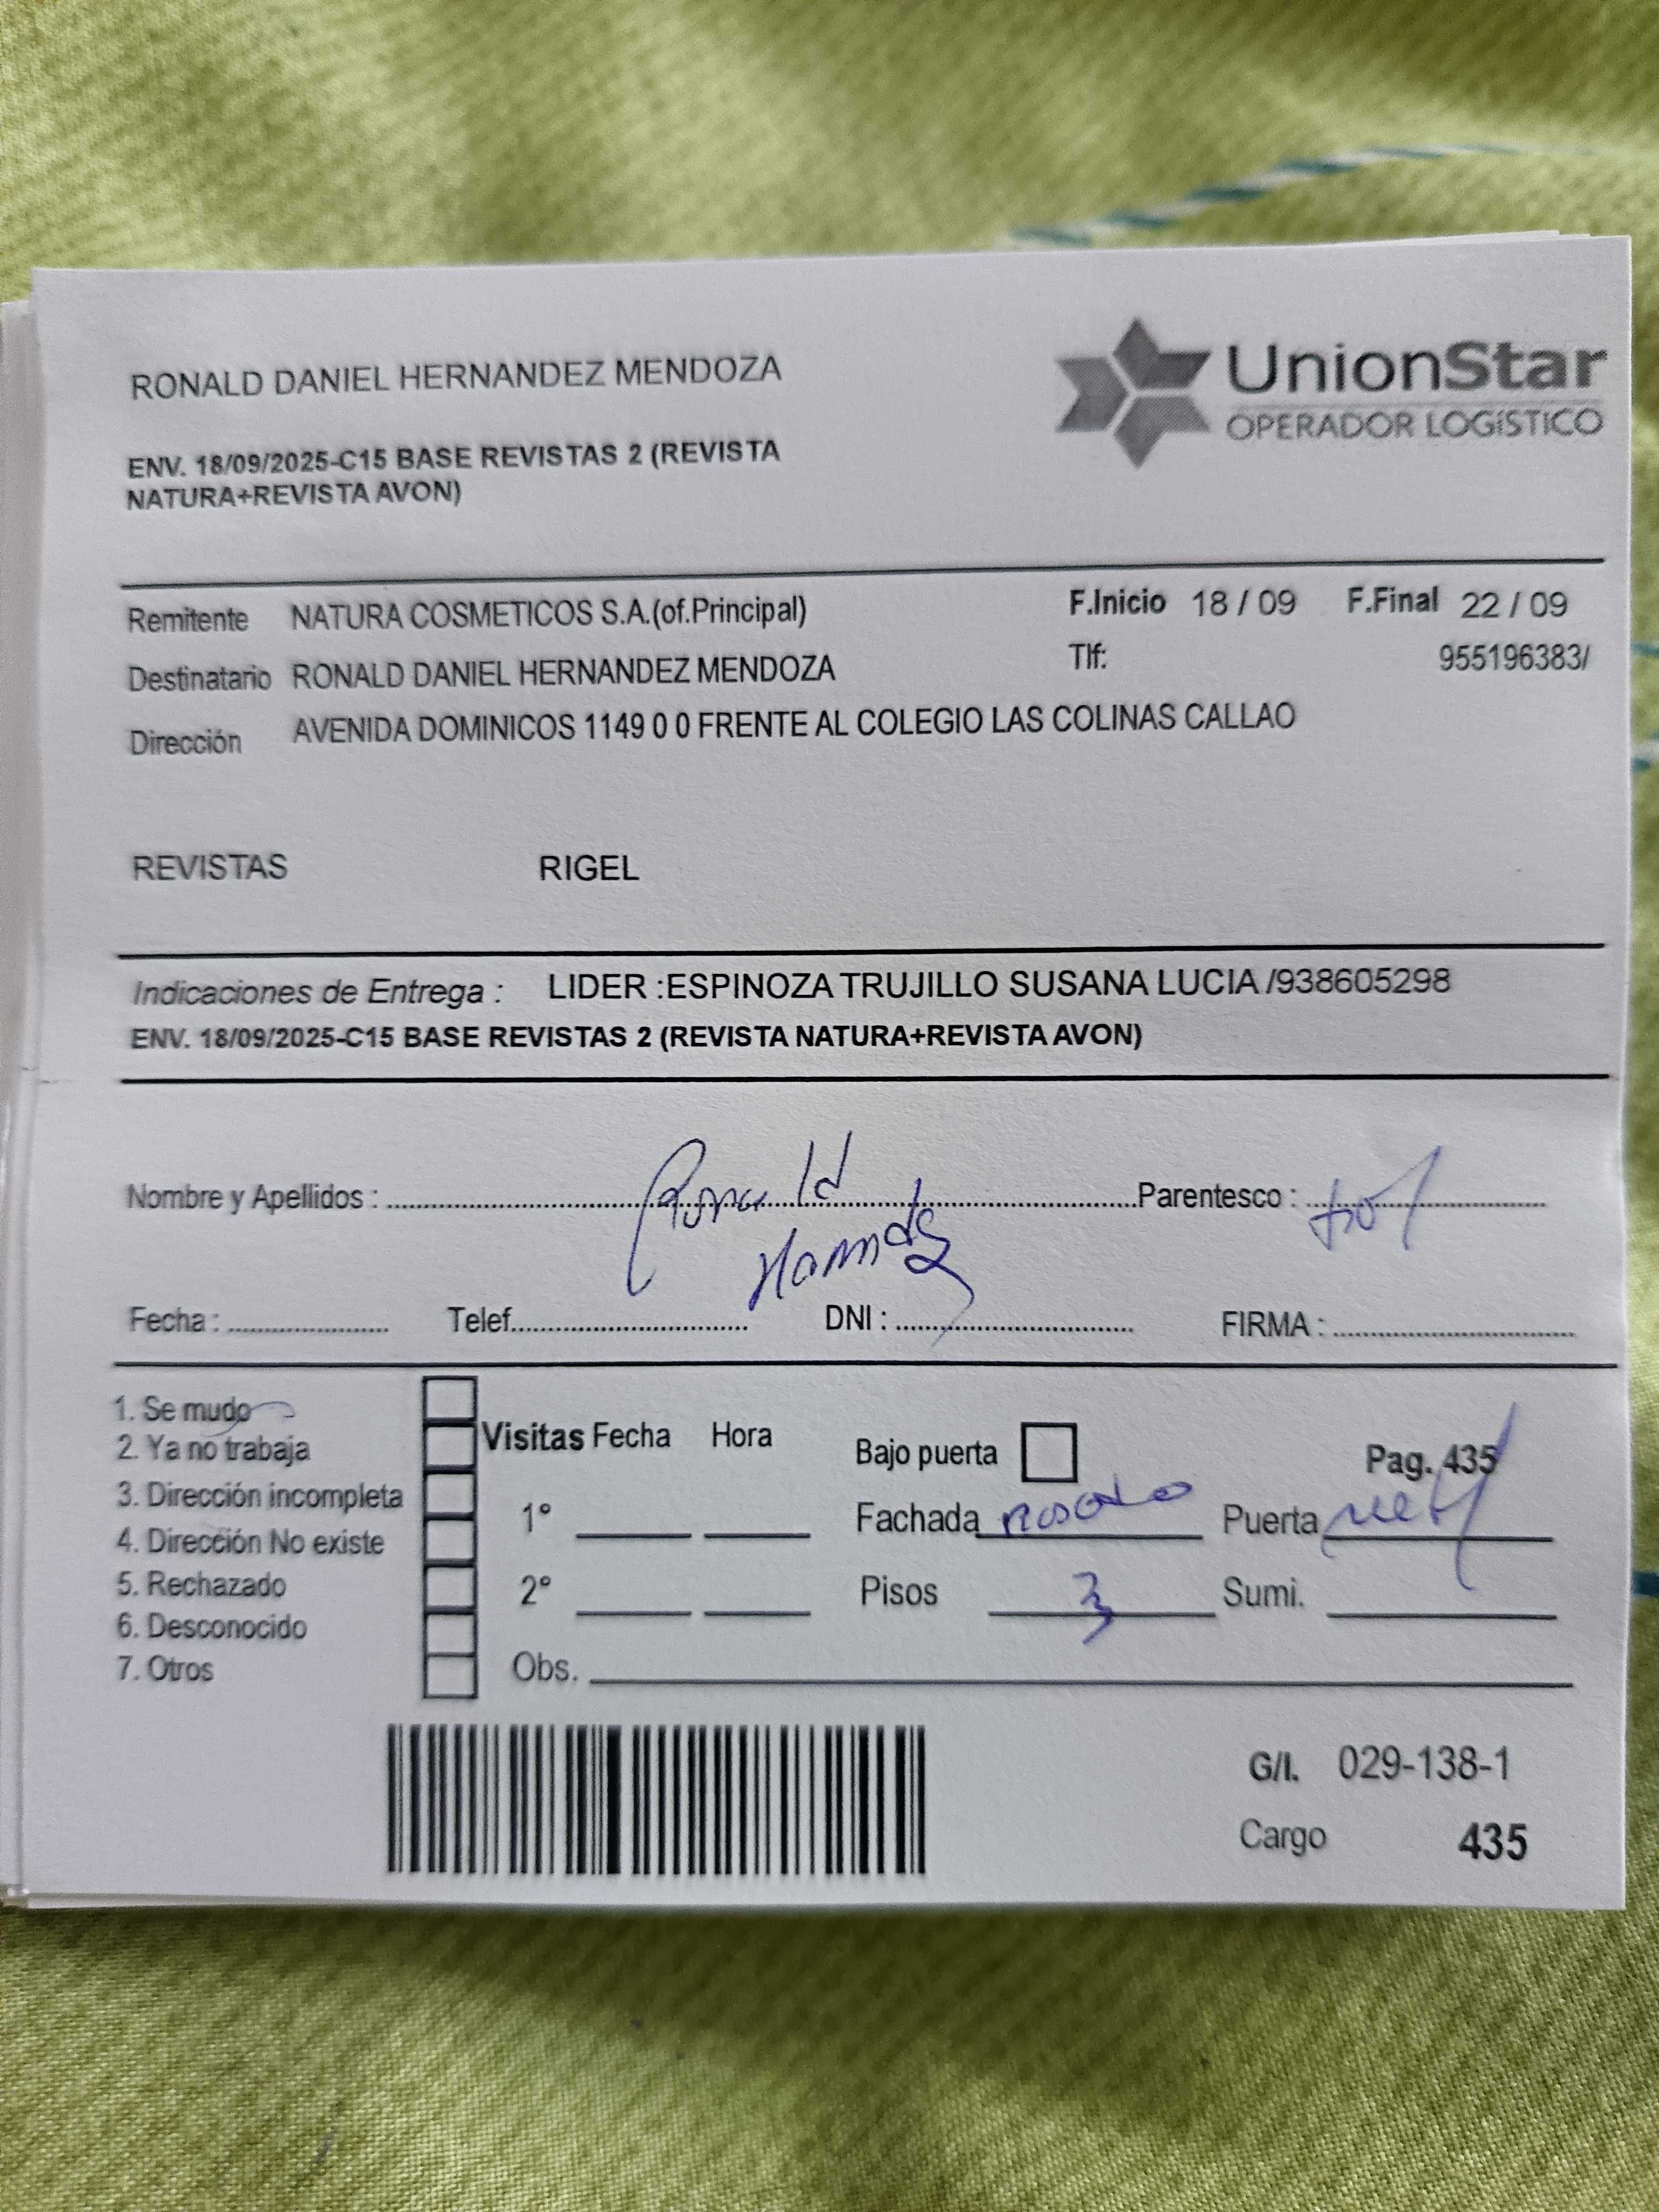 RONALD DANIEL HERNANDEZ MENDOZA
UnionStar
OPERADOR LOGíSTiCO
ENV. 18/09/2025-C15 BASE REVISTAS 2 (REVISTA
NATURA+REVISTA AVON)
Remitente NATURA COSMETICOS S.A.(of.Principal) F.Inicio 18 / 09 F.Final 22 / 09
Destinatario RONALD DANIEL HERNANDEZ MENDOZA Tlf: 955196383/
Dirección AVENIDA DOMINICOS 1149 0 0 FRENTE AL COLEGIO LAS COLINAS CALLAO
REVISTAS RIGEL
Indicaciones de Entrega : LIDER :ESPINOZA TRUJILLO SUSANA LUCIA /938605298
ENV. 18/09/2025-C15 BASE REVISTAS 2 (REVISTA NATURA+REVISTA AVON)
Nombre y Apellidos : Ronald Parentesco :
Fecha : Telef. DNI : FIRMA :
1. Se mudo
2. Ya no trabaja
3. Dirección incompleta
4. Dirección No existe
5. Rechazado
6. Desconocido
7. Otros
Visitas Fecha Hora
1°
2°
Obs.
Bajo puerta Pag. 435
Fachada rosado Puerta
Pisos 3 Sumi.
G/I. 029-138-1
Cargo 435